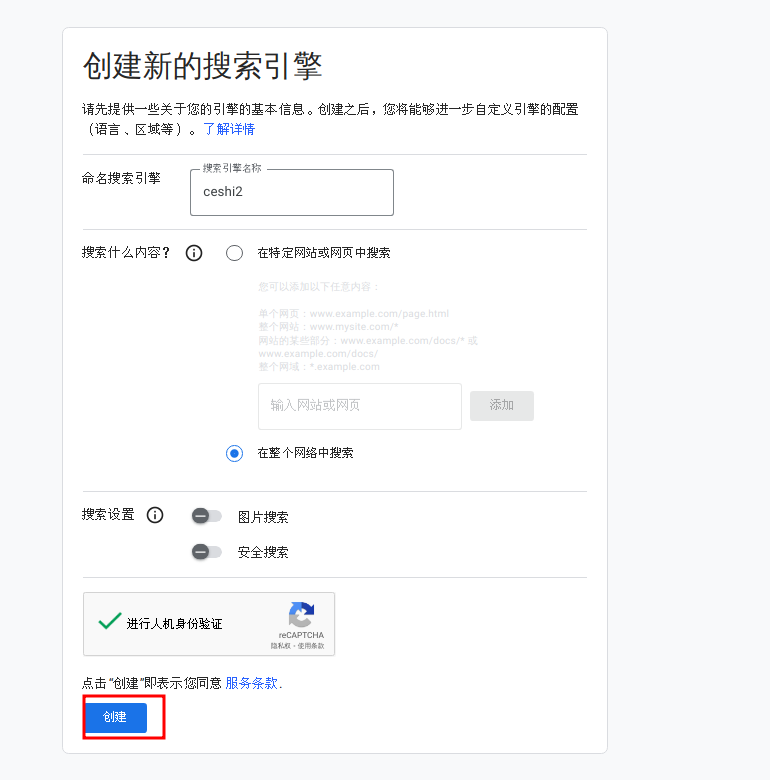 创建新的搜索引擎
请先提供一些关于您的引擎的基本信息。创建之后，您将能够进一步自定义引擎的配置
（语言、区域等）。了解详情
命名搜索引擎
搜索引擎名称
ceshi2
搜索什么内容？
在特定网站或网页中搜索
您可以添加以下任意内容：
单个网页：www.example.com/page.html
整个网站：www.mysite.com/*
网站的某些部分：www.example.com/docs/* 或
www.example.com/docs/
整个网域：*.example.com
输入网站或网页
添加
在整个网络中搜索
搜索设置
图片搜索
安全搜索
进行人机身份验证
reCAPTCHA
隐私权 - 使用条款
点击“创建”即表示您同意 服务条款.
创建